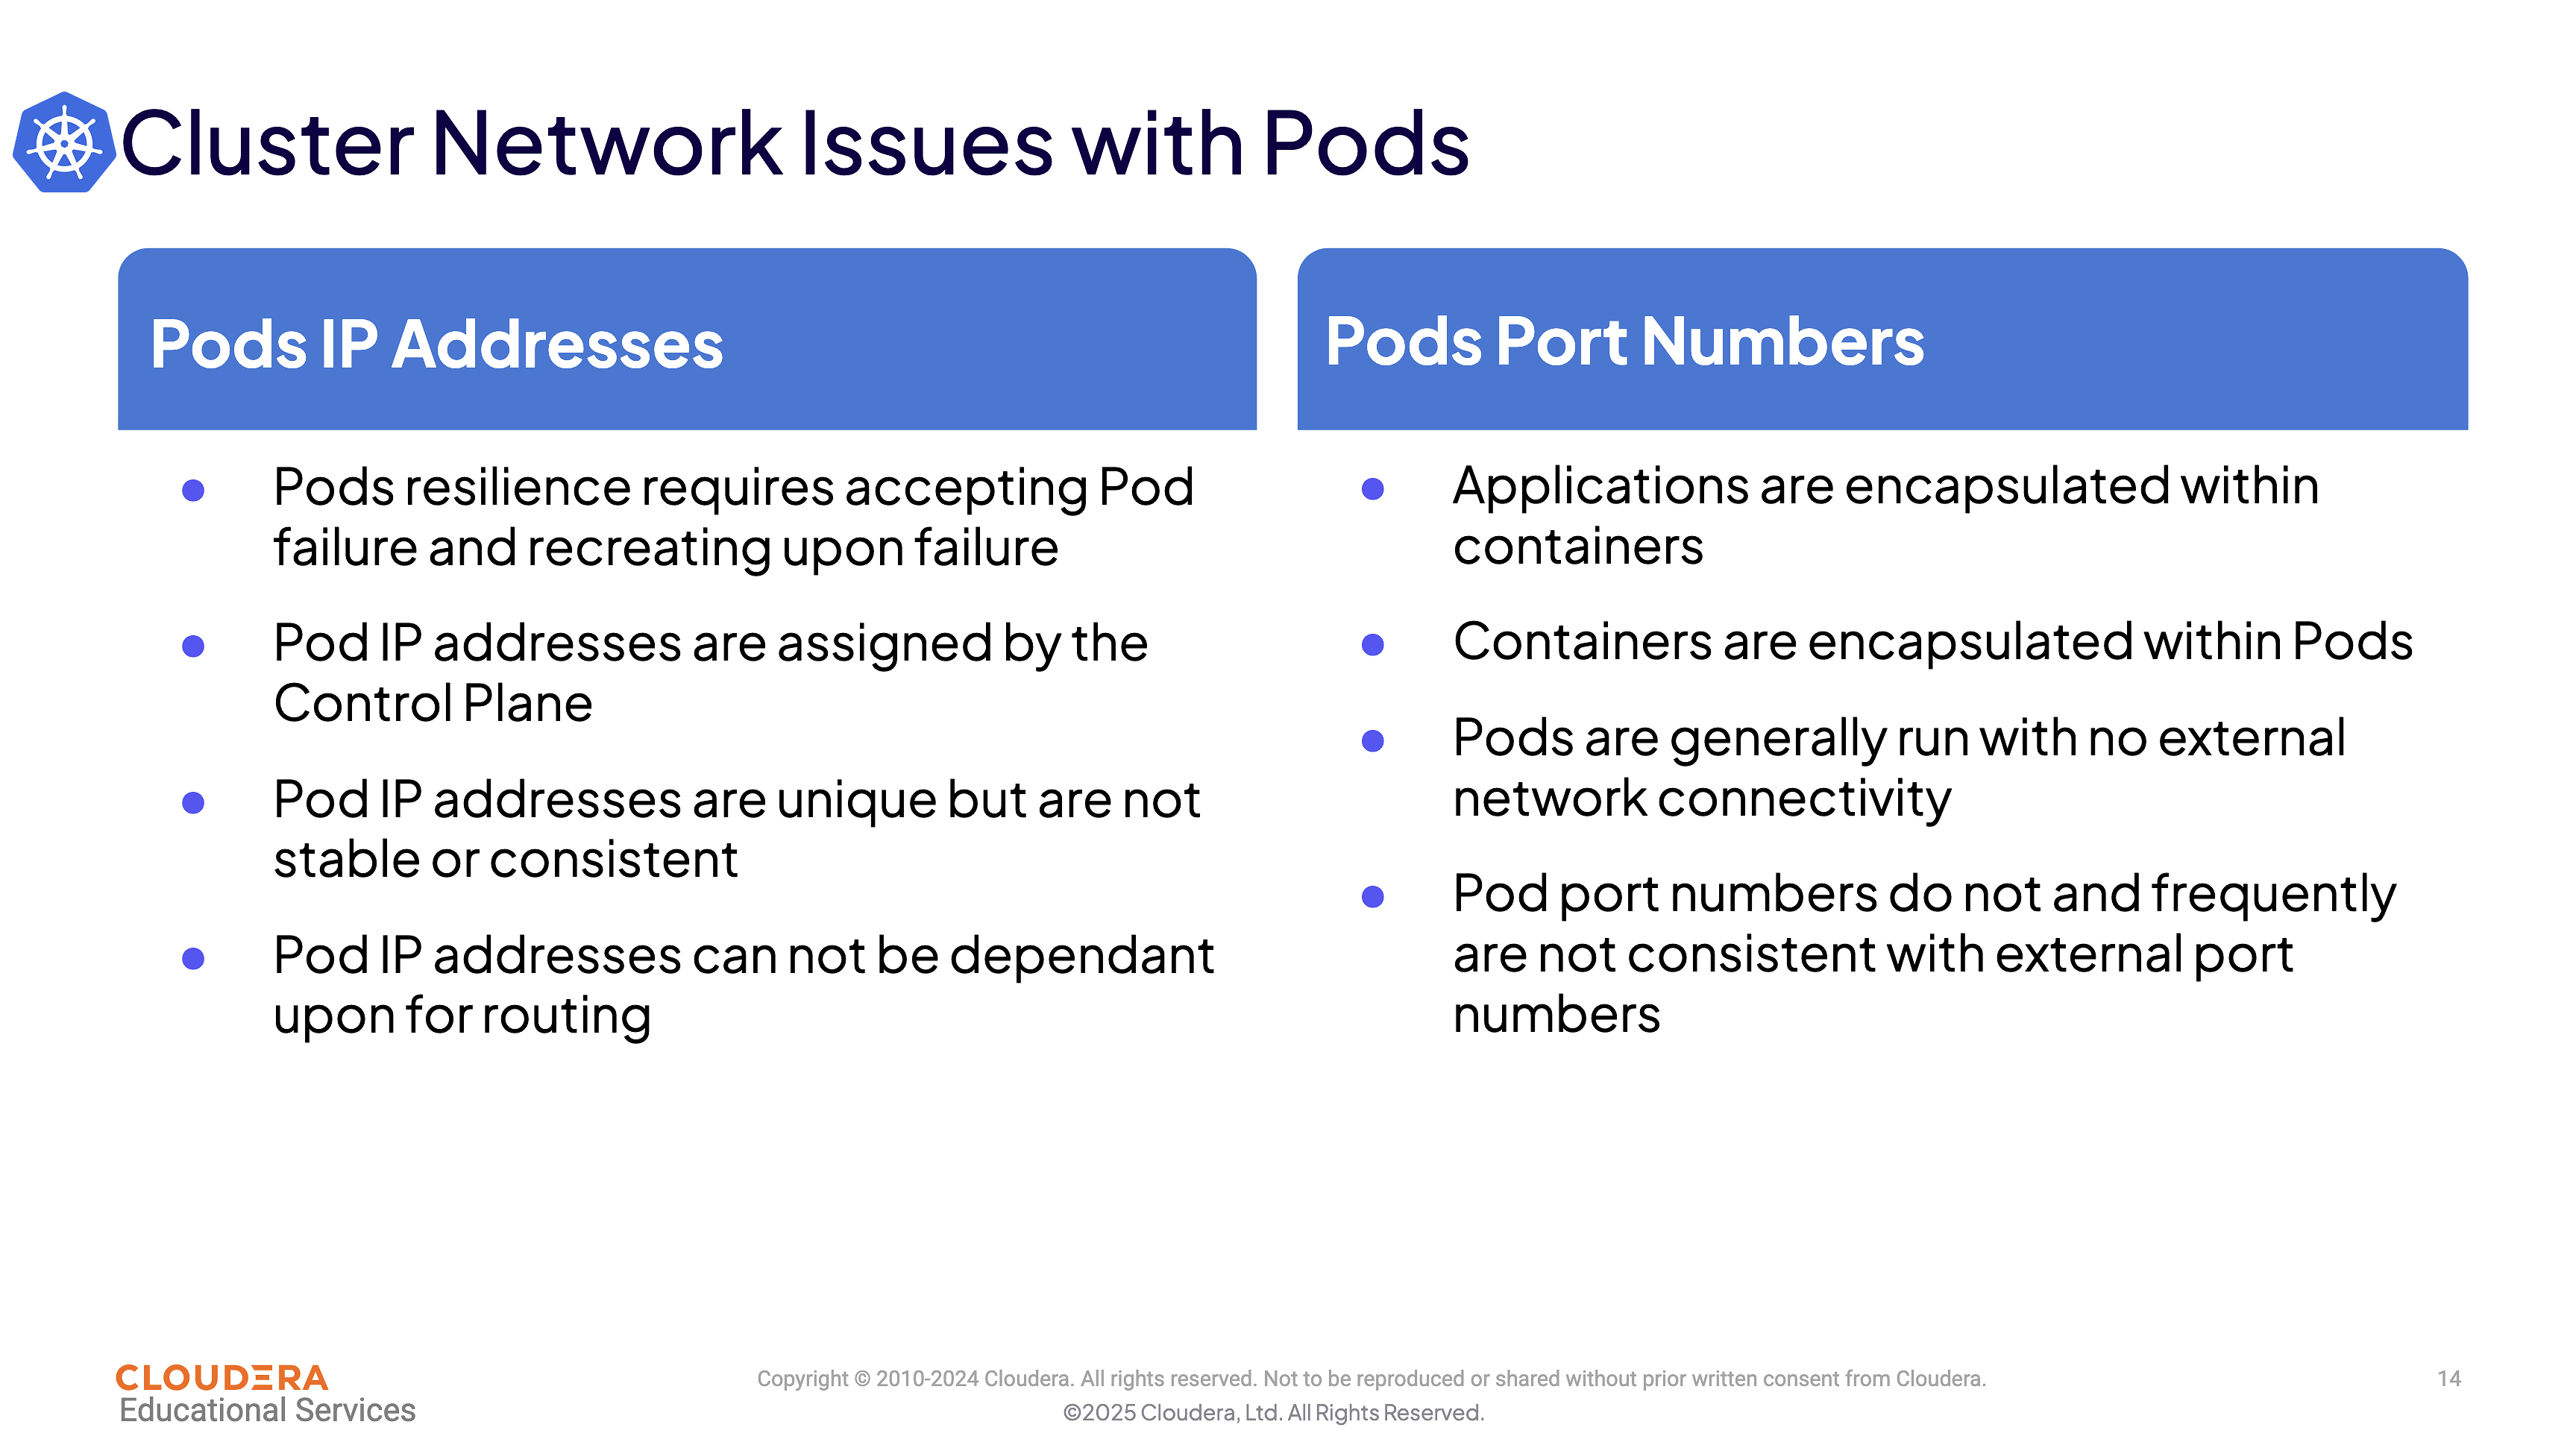 Cluster Network Issues with Pods
Pods IP Addresses
● Pods resilience requires accepting Pod
failure and recreating upon failure
● Pod IP addresses are assigned by the
Control Plane
● Pod IP addresses are unique but are not
stable or consistent
● Pod IP addresses can not be dependant
upon for routing
Pods Port Numbers
● Applications are encapsulated within
containers
● Containers are encapsulated within Pods
● Pods are generally run with no external
network connectivity
● Pod port numbers do not and frequently
are not consistent with external port
numbers
CLOUDERA
Educational Services
Copyright © 2010-2024 Cloudera. All rights reserved. Not to be reproduced or shared without prior written consent from Cloudera.
©2025 Cloudera, Ltd. All Rights Reserved.
14